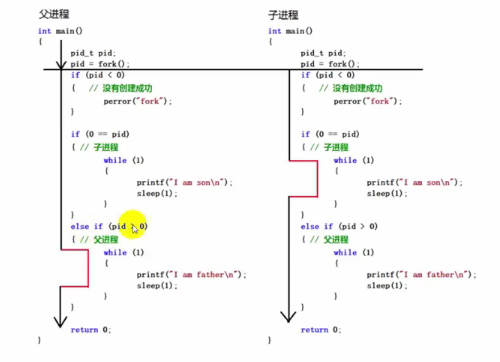 父进程
int main()
{
pid_t pid;
pid = fork();
if (pid < 0)
{ // 没有创建成功
perror("fork");
}
if (0 == pid)
{ // 子进程
while (1)
{
printf("I am son\n");
sleep(1);
}
}
else if (pid > 0)
{ // 父进程
while (1)
{
printf("I am father\n");
sleep(1);
}
}
return 0;
}
子进程
int main()
{
pid_t pid;
pid = fork();
if (pid < 0)
{ // 没有创建成功
perror("fork");
}
if (0 == pid)
{ // 子进程
while (1)
{
printf("I am son\n");
sleep(1);
}
}
else if (pid > 0)
{ // 父进程
while (1)
{
printf("I am father\n");
sleep(1);
}
}
return 0;
}